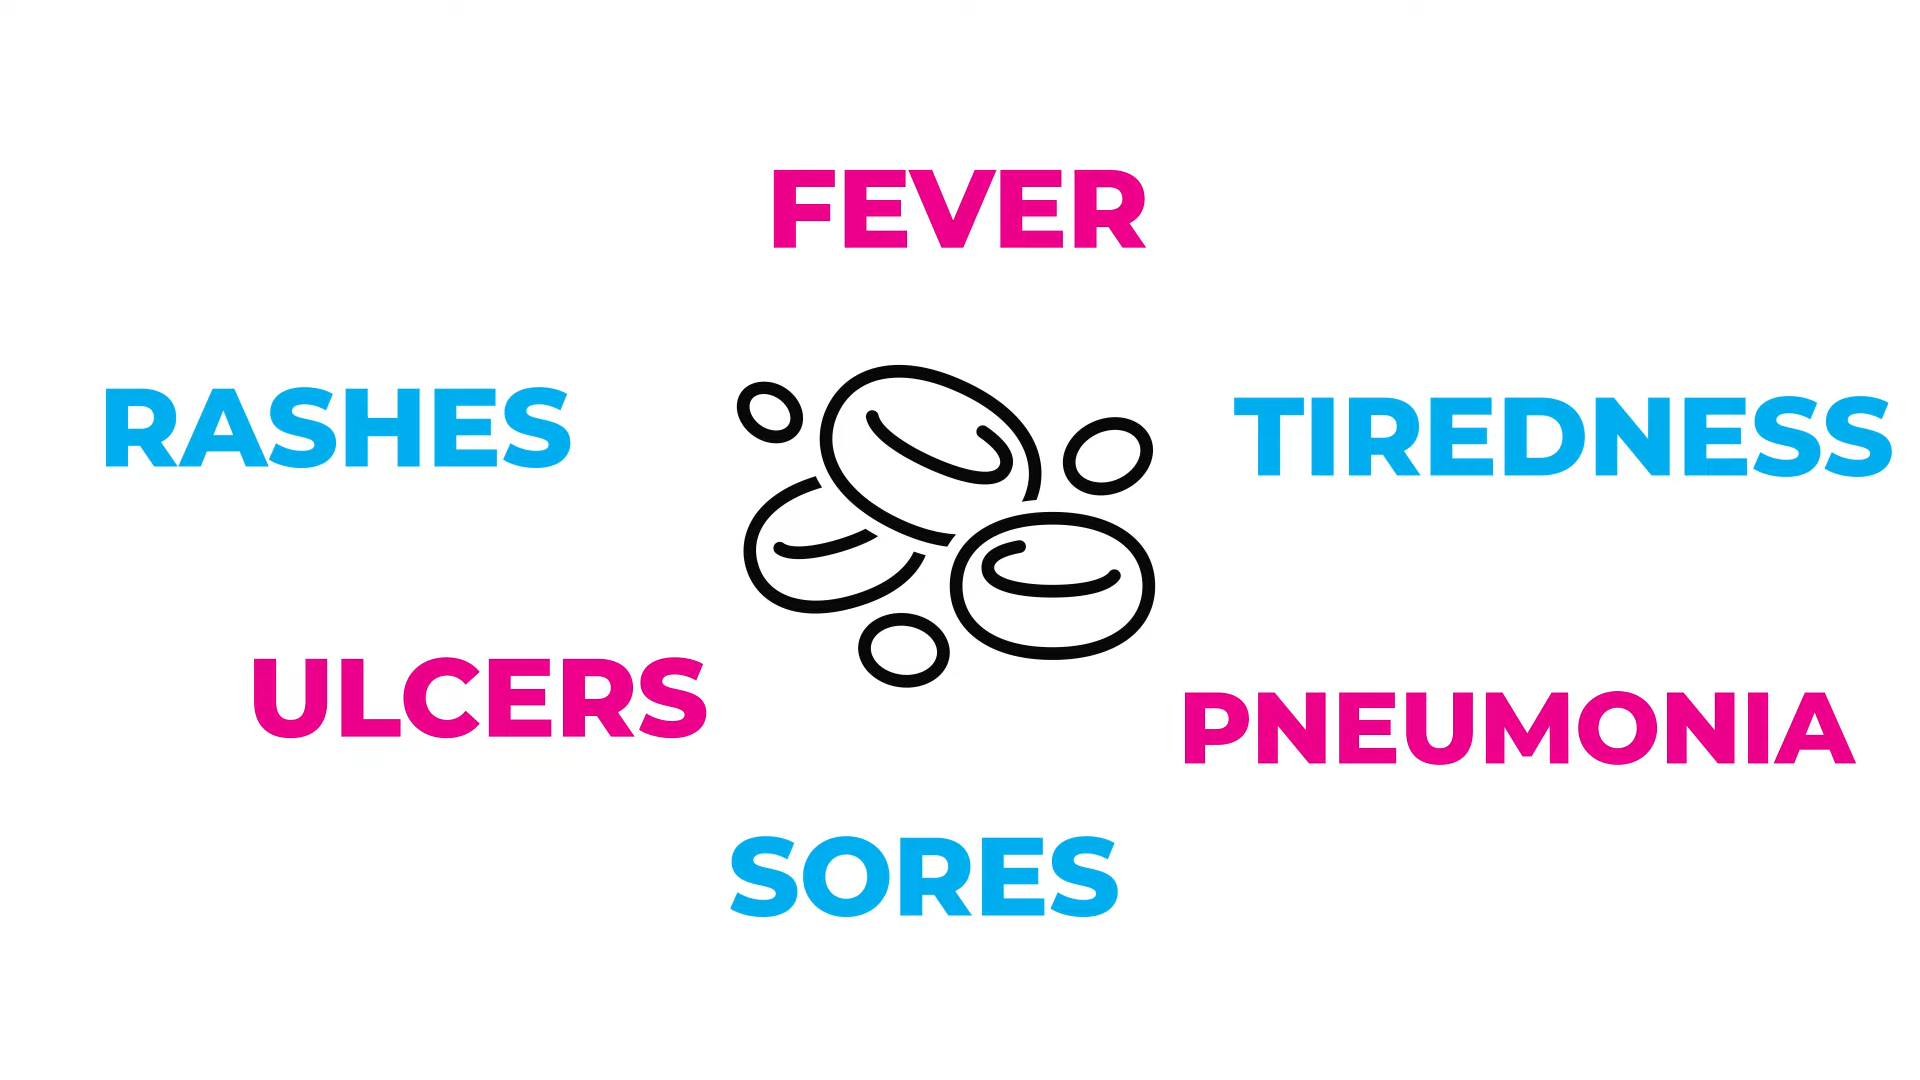 FEVER
RASHES
TIREDNESS
ULCERS
PNEUMONIA
SORES